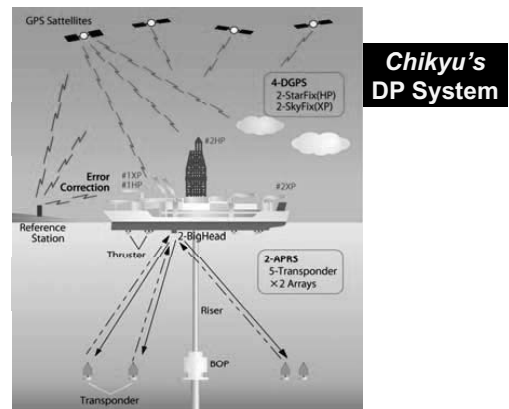 GPS Sattellites
Chikyu's
DP System
4-DGPS
2-StarFix(HP)
2-SkyFix(XP)
#2HP
Error
Correction
#1XP
#1HP
#2XP
Reference
Station
2-BigHead
Thruster
2-APRS
5-Transponder
×2 Arrays
Riser
BOP
Transponder